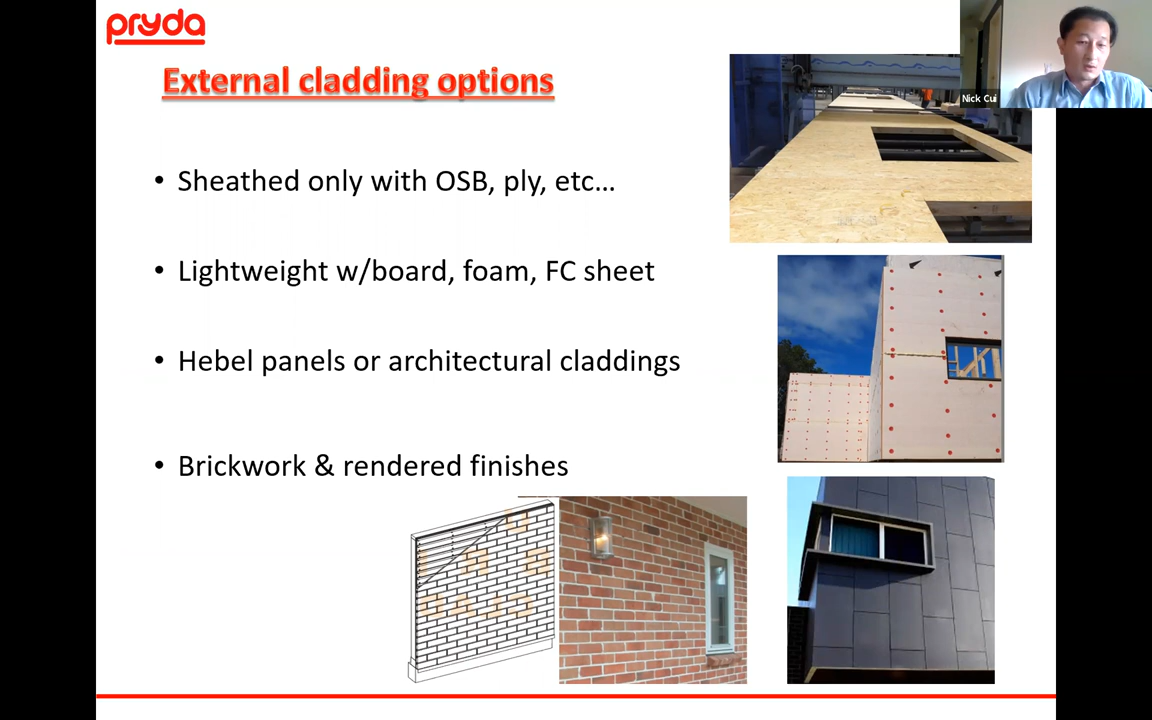 pryda
External cladding options
Nick Cui
• Sheathed only with OSB, ply, etc...
• Lightweight w/board, foam, FC sheet
• Hebel panels or architectural claddings
• Brickwork & rendered finishes